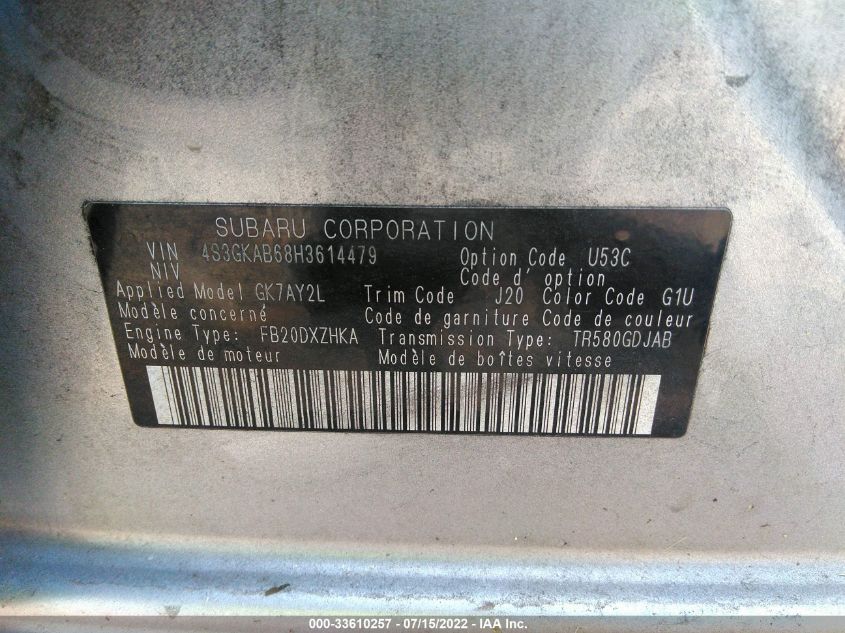 SUBARU CORPORATION
VIN 4S3GKAB68H3614479 Option Code U53C
NIV Code d' option
Applied Model GK7AY2L Trim Code J20 Color Code G1U
Modèle concerné Code de garniture Code de couleur
Engine Type: FB20DXZHKA Transmission Type: TR580GDJAB
Modèle de moteur Modèle de boîtes vitesse
000-33610257 - 07/15/2022 - IAA Inc.